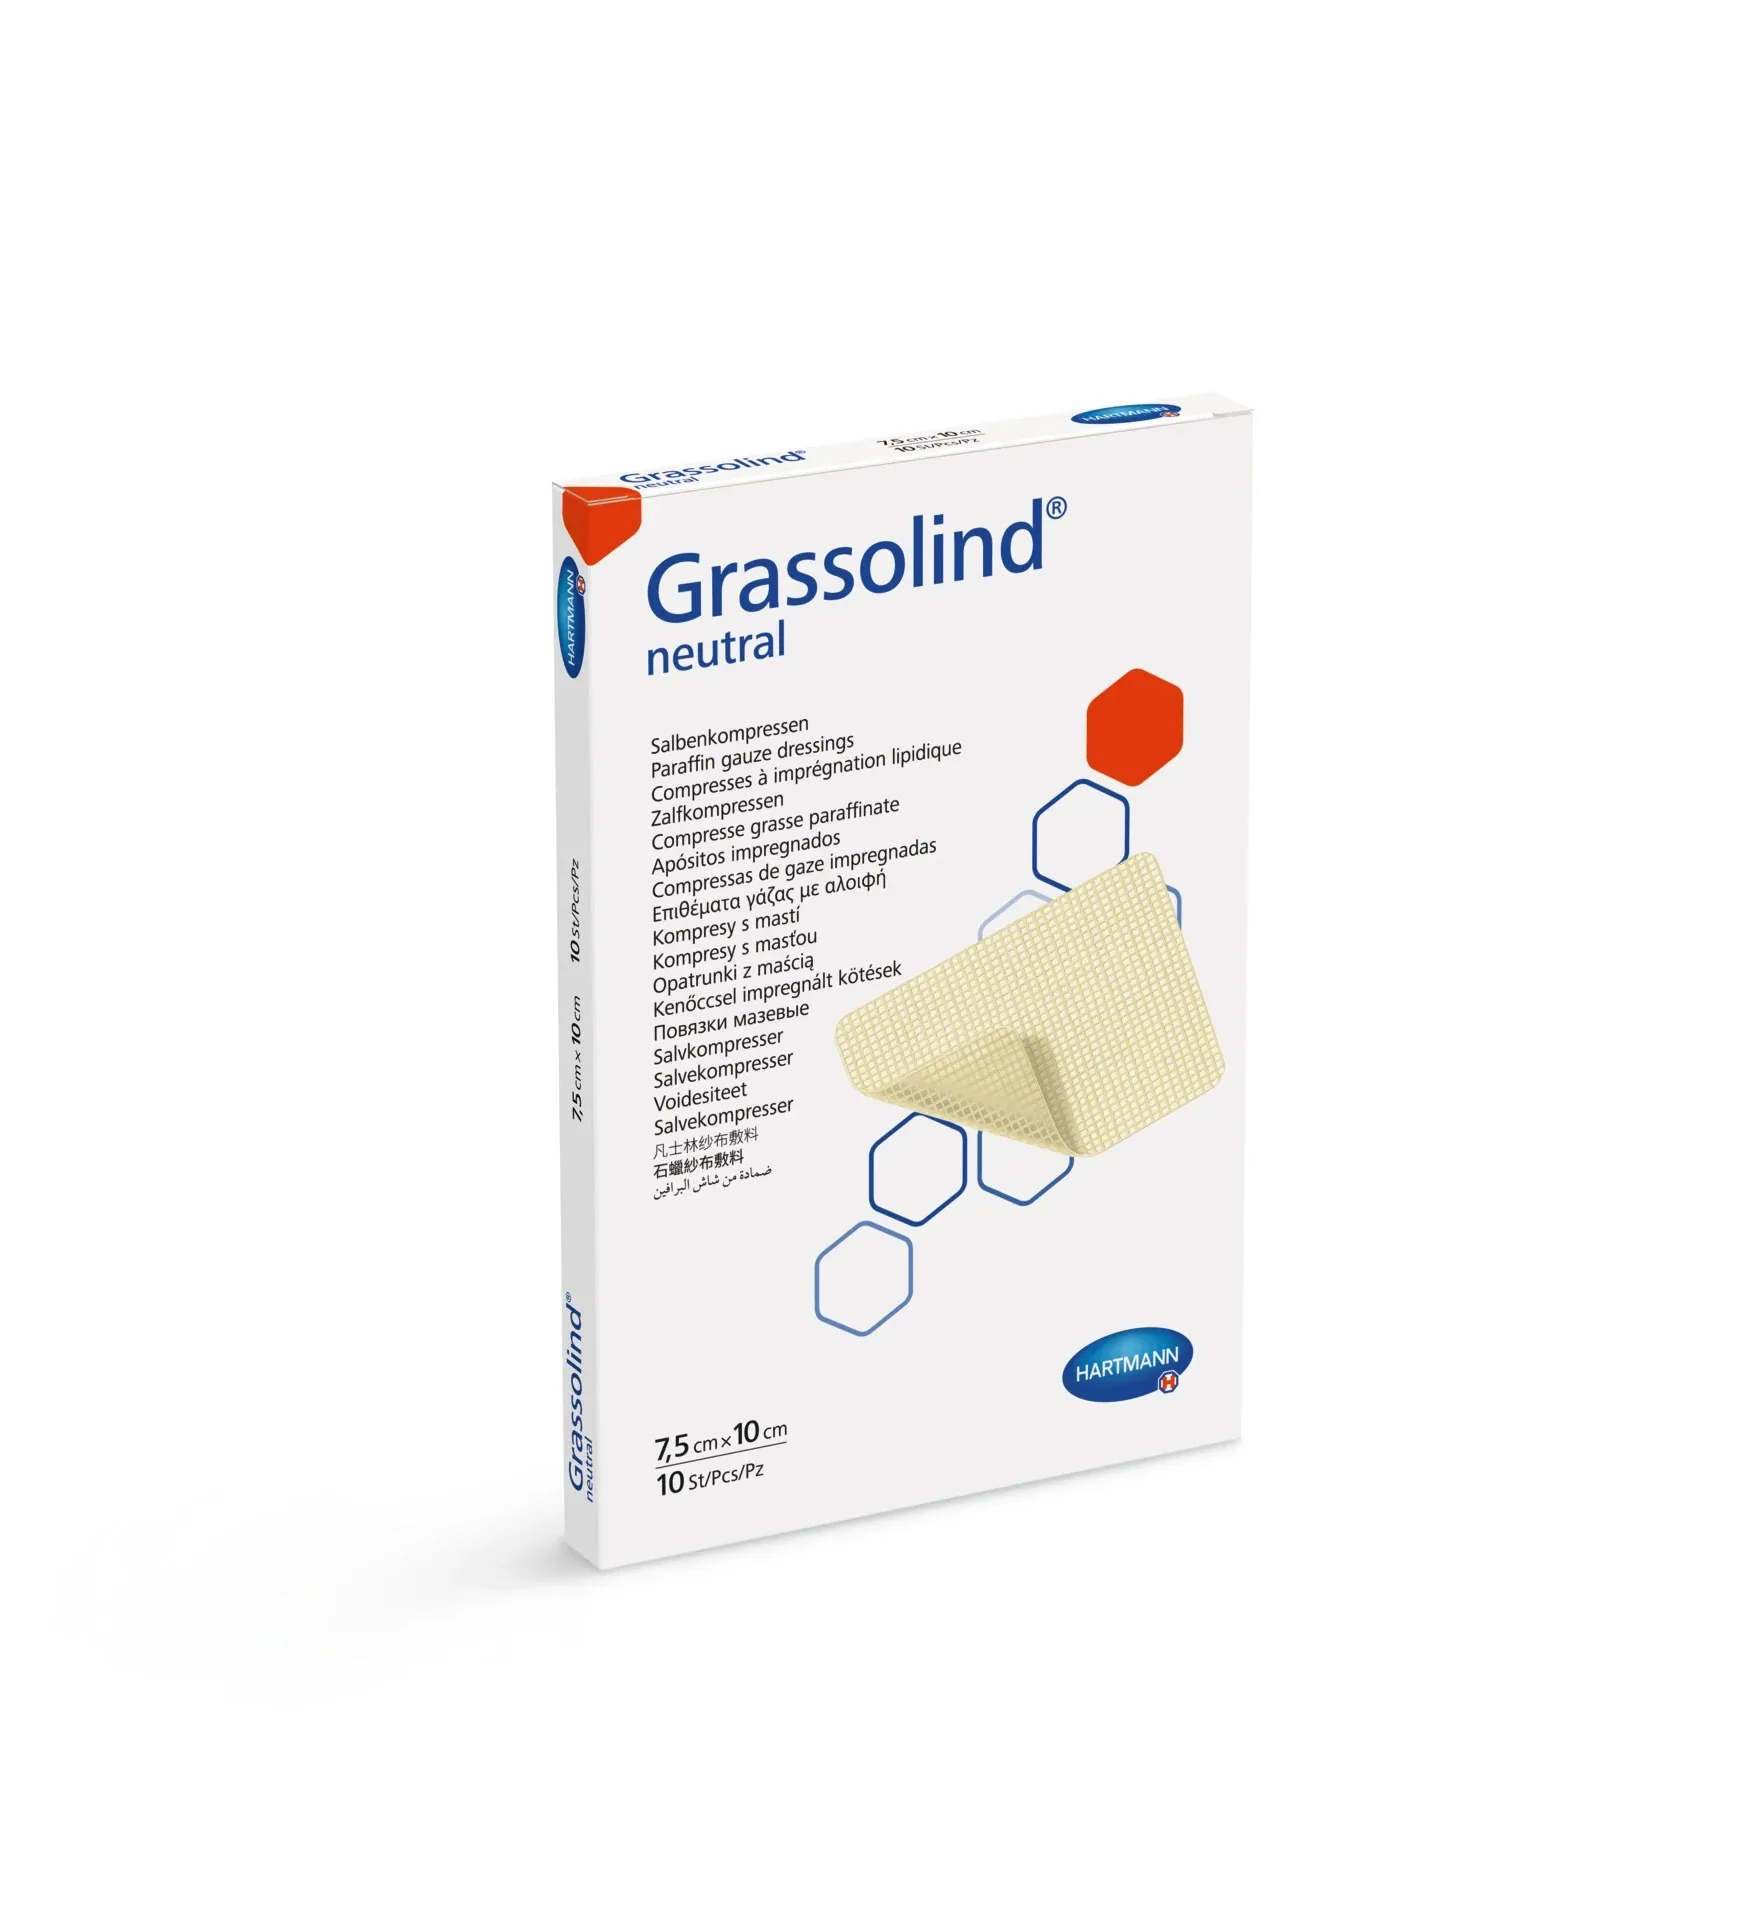 Grassolind®
neutral
7,5 cm x 10 cm
10 St/Pcs/Pz
HARTMANN
Grassolind®
neutral
Salbenkompressen
Paraffin gauze dressings
Compresses à imprégnation lipidique
Zalfkompressen
Compresse grasse paraffinate
Apósitos impregnados
Compressas de gaze impregnadas
Επιθέματα γάζας με αλοιφή
Kompresy s mastí
Kompresy s masťou
Opatrunki z maścią
Kenőccsel impregnált kötések
Повязки мазевые
Salvkompresser
Salvekompresser
Voidesiteet
Salvekompresser
凡士林纱布敷料
石蠟紗布敷料
ضمادة من شاش البرافين
HARTMANN
7,5 cm x 10 cm
10 St/Pcs/Pz
HARTMANN
7,5 cm x 10 cm
10 St/Pcs/Pz
Grassolind®
neutral